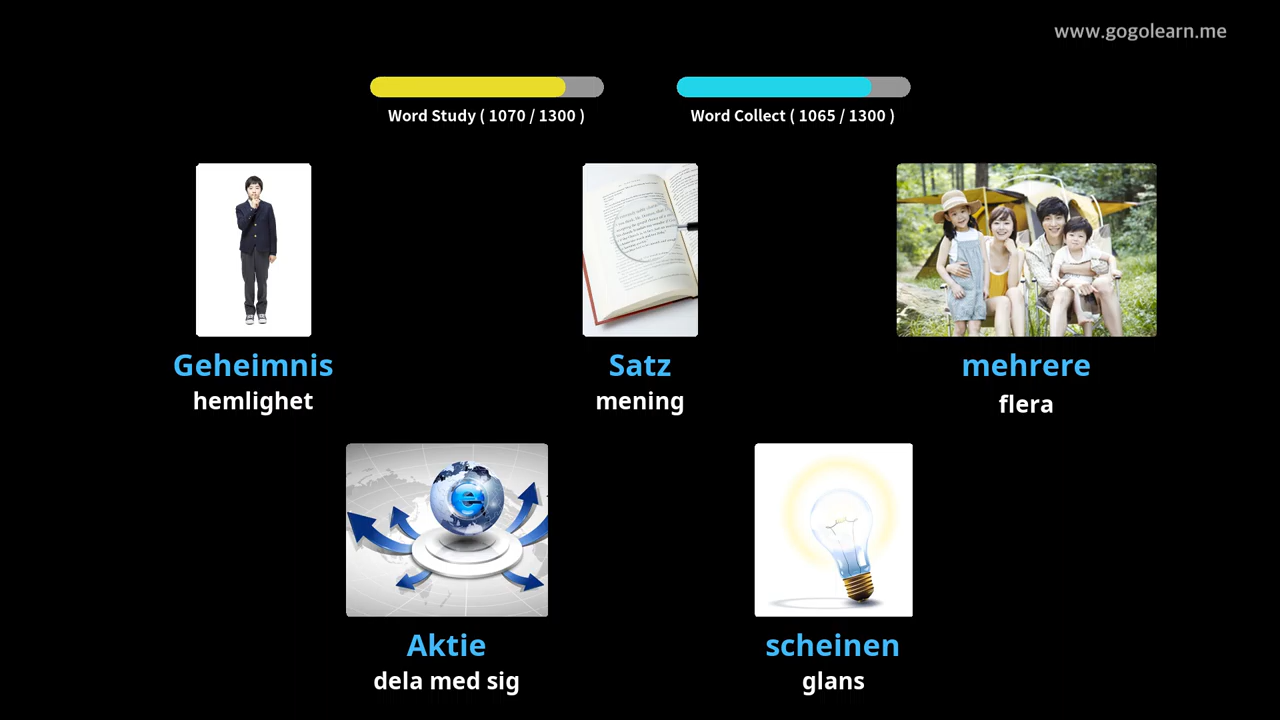 www.gogolearn.me
Word Study ( 1070 / 1300 )
Word Collect ( 1065 / 1300 )
Geheimnis
hemlighet
Satz
mening
mehrere
flera
e
Aktie
dela med sig
scheinen
glans